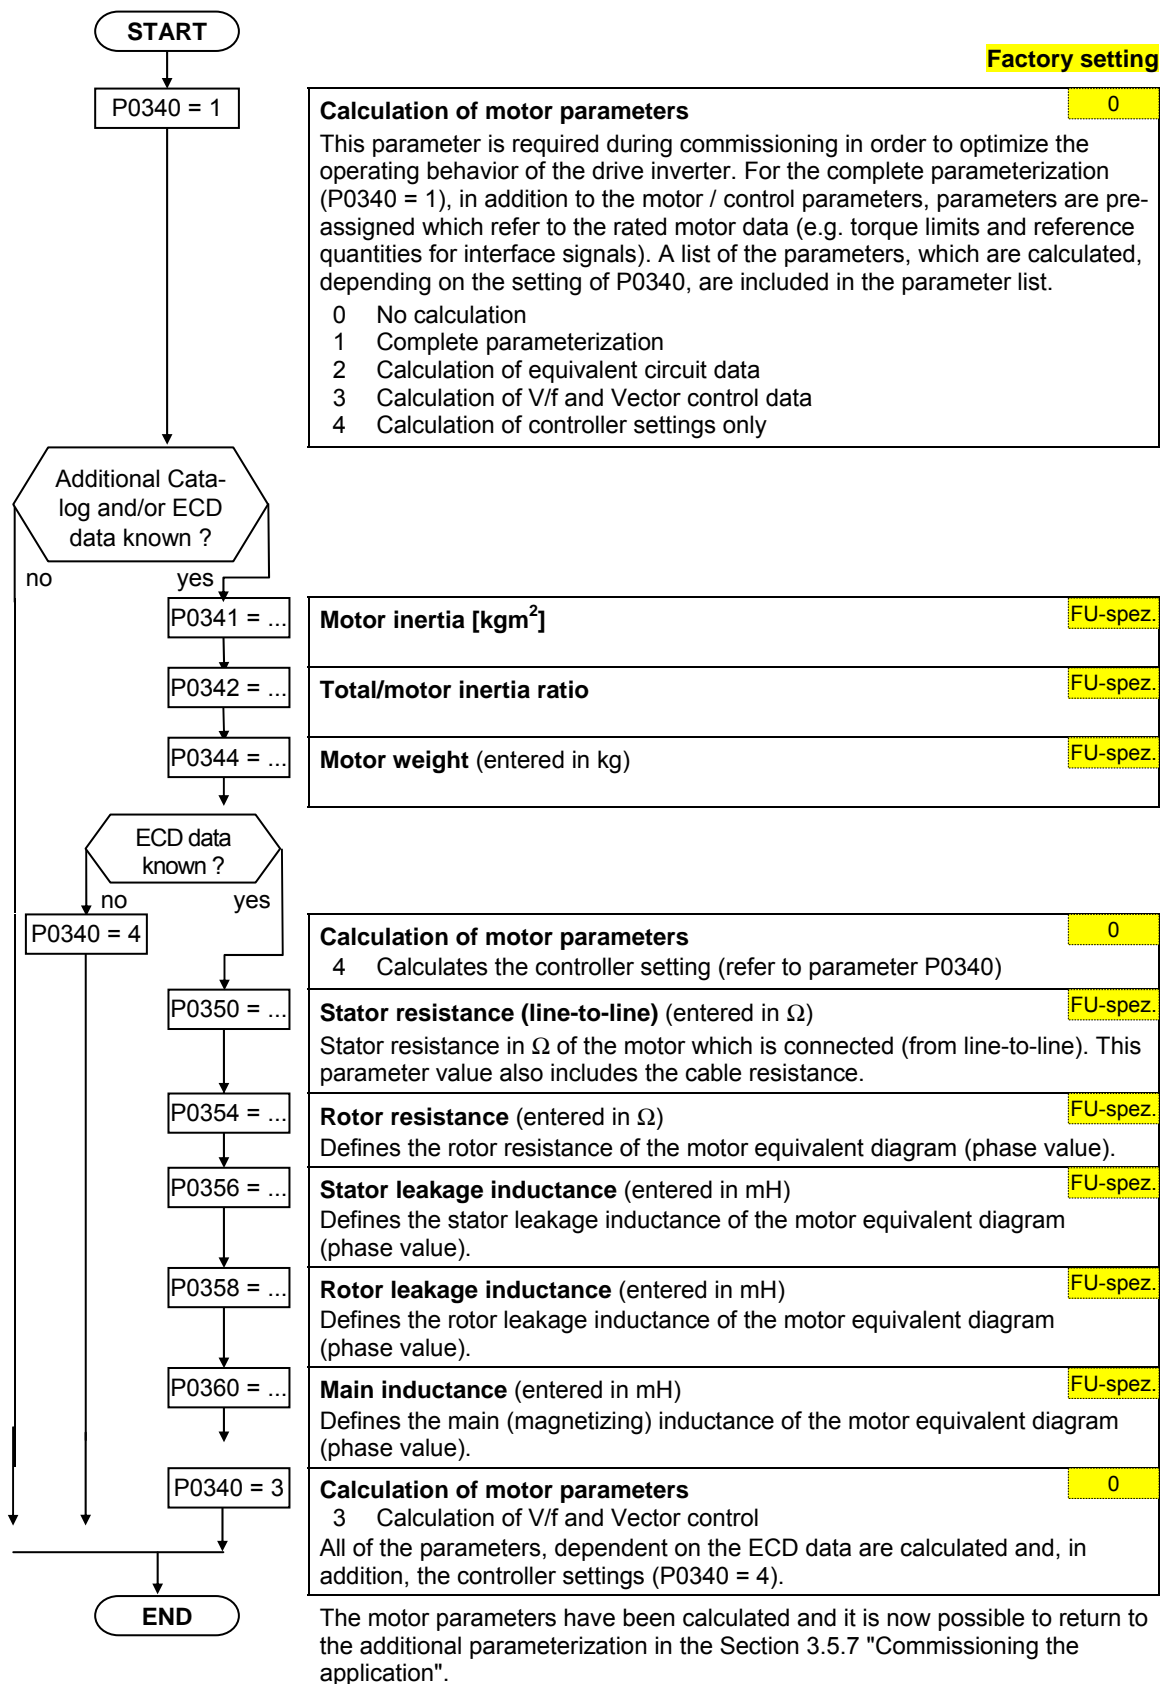 START
Factory setting
P0340 = 1
Calculation of motor parameters
0
This parameter is required during commissioning in order to optimize the
operating behavior of the drive inverter. For the complete parameterization
(P0340 = 1), in addition to the motor / control parameters, parameters are pre-
assigned which refer to the rated motor data (e.g. torque limits and reference
quantities for interface signals). A list of the parameters, which are calculated,
depending on the setting of P0340, are included in the parameter list.
0 No calculation
1 Complete parameterization
2 Calculation of equivalent circuit data
3 Calculation of V/f and Vector control data
4 Calculation of controller settings only
Additional Cata-
log and/or ECD
data known ?
no yes
P0341 = ...
Motor inertia [kgm²]
FU-spez.
P0342 = ...
Total/motor inertia ratio
FU-spez.
P0344 = ...
Motor weight (entered in kg)
FU-spez.
ECD data
known ?
no yes
P0340 = 4
Calculation of motor parameters
0
4 Calculates the controller setting (refer to parameter P0340)
P0350 = ...
Stator resistance (line-to-line) (entered in Ω)
FU-spez.
Stator resistance in Ω of the motor which is connected (from line-to-line). This
parameter value also includes the cable resistance.
P0354 = ...
Rotor resistance (entered in Ω)
FU-spez.
Defines the rotor resistance of the motor equivalent diagram (phase value).
P0356 = ...
Stator leakage inductance (entered in mH)
FU-spez.
Defines the stator leakage inductance of the motor equivalent diagram
(phase value).
P0358 = ...
Rotor leakage inductance (entered in mH)
FU-spez.
Defines the rotor leakage inductance of the motor equivalent diagram
(phase value).
P0360 = ...
Main inductance (entered in mH)
FU-spez.
Defines the main (magnetizing) inductance of the motor equivalent diagram
(phase value).
P0340 = 3
Calculation of motor parameters
0
3 Calculation of V/f and Vector control
All of the parameters, dependent on the ECD data are calculated and, in
addition, the controller settings (P0340 = 4).
END
The motor parameters have been calculated and it is now possible to return to
the additional parameterization in the Section 3.5.7 "Commissioning the
application".